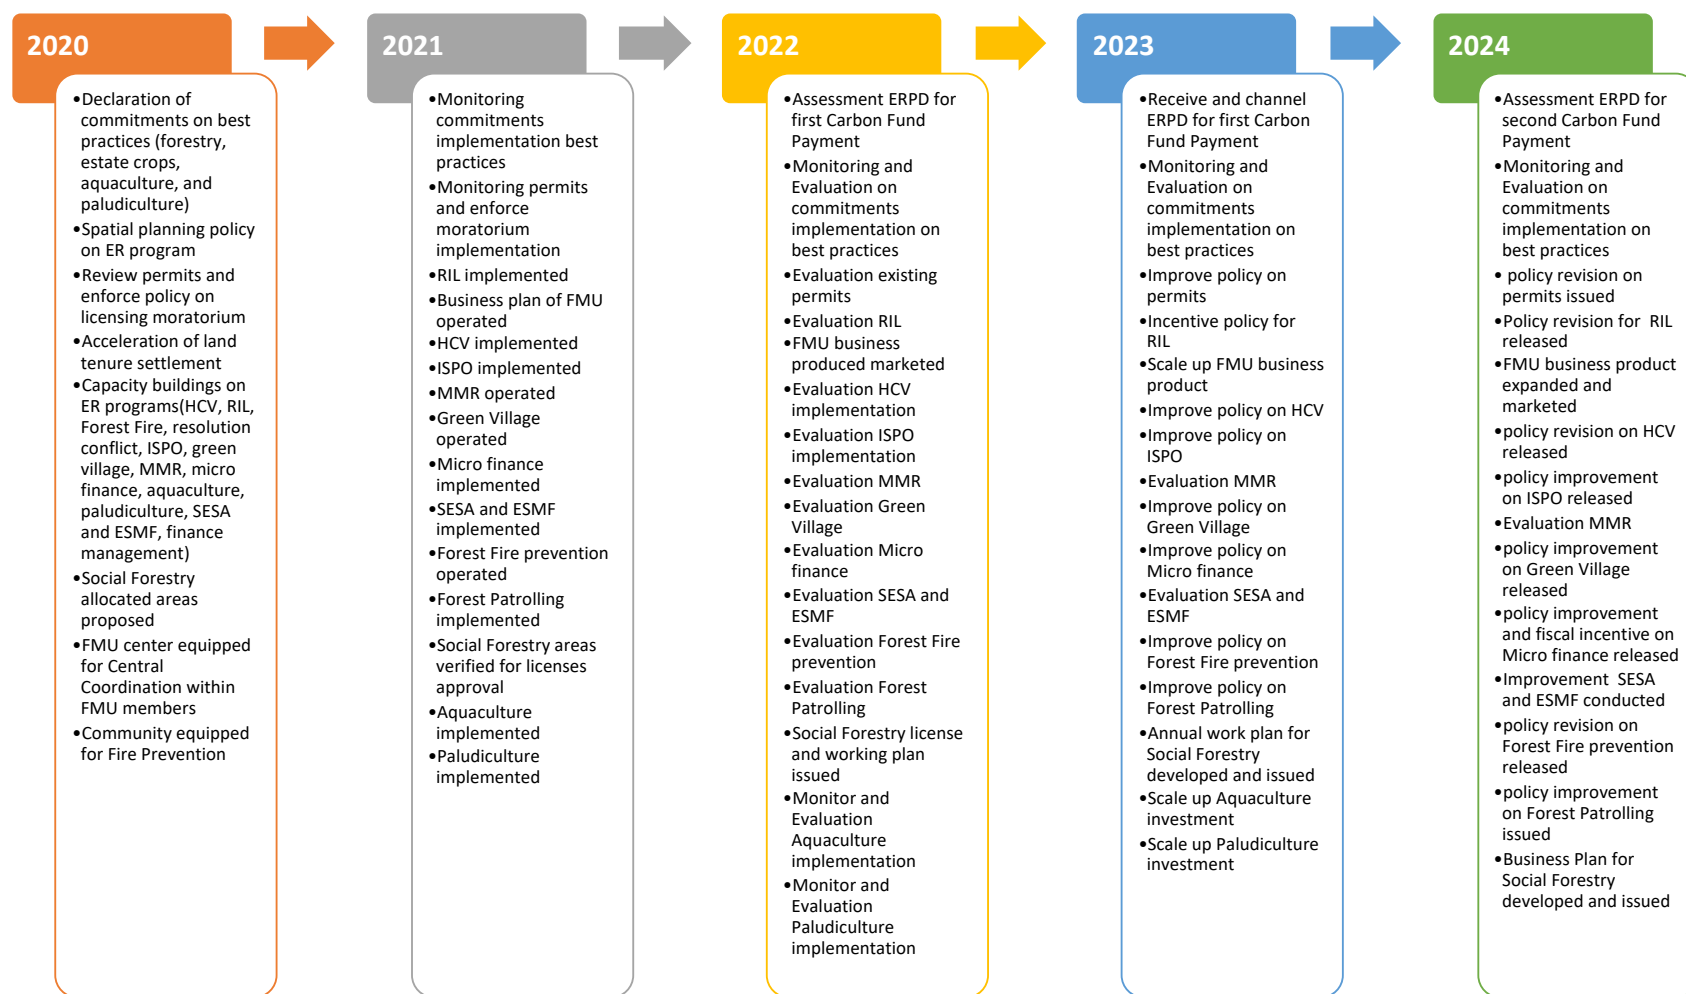 2020
•Declaration of
commitments on best
practices (forestry,
estate crops,
aquaculture, and
paludiculture)
•Spatial planning policy
on ER program
•Review permits and
enforce policy on
licensing moratorium
•Acceleration of land
tenure settlement
•Capacity buildings on
ER programs(HCV, RIL,
Forest Fire, resolution
conflict, ISPO, green
village, MMR, micro
finance, aquaculture,
paludiculture, SESA
and ESMF, finance
management)
•Social Forestry
allocated areas
proposed
•FMU center equipped
for Central
Coordination within
FMU members
•Community equipped
for Fire Prevention
2021
•Monitoring
commitments
implementation best
practices
•Monitoring permits
and enforce
moratorium
implementation
•RIL implemented
•Business plan of FMU
operated
•HCV implemented
•ISPO implemented
•MMR operated
•Green Village
operated
•Micro finance
implemented
•SESA and ESMF
implemented
•Forest Fire prevention
operated
•Forest Patrolling
implemented
•Social Forestry areas
verified for licenses
approval
•Aquaculture
implemented
•Paludiculture
implemented
2022
•Assessment ERPD for
first Carbon Fund
Payment
•Monitoring and
Evaluation on
commitments
implementation on
best practices
•Evaluation existing
permits
•Evaluation RIL
•FMU business
produced marketed
•Evaluation HCV
implementation
•Evaluation ISPO
implementation
•Evaluation MMR
•Evaluation Green
Village
•Evaluation Micro
finance
•Evaluation SESA and
ESMF
•Evaluation Forest Fire
prevention
•Evaluation Forest
Patrolling
•Social Forestry license
and working plan
issued
•Monitor and
Evaluation
Aquaculture
implementation
•Monitor and
Evaluation
Paludiculture
implementation
2023
•Receive and channel
ERPD for first Carbon
Fund Payment
•Monitoring and
Evaluation on
commitments
implementation on
best practices
•Improve policy on
permits
•Incentive policy for
RIL
•Scale up FMU business
product
•Improve policy on HCV
•Improve policy on
ISPO
•Evaluation MMR
•Improve policy on
Green Village
•Improve policy on
Micro finance
•Evaluation SESA and
ESMF
•Improve policy on
Forest Fire prevention
•Improve policy on
Forest Patrolling
•Annual work plan for
Social Forestry
developed and issued
•Scale up Aquaculture
investment
•Scale up Paludiculture
investment
2024
•Assessment ERPD for
second Carbon Fund
Payment
•Monitoring and
Evaluation on
commitments
implementation on
best practices
• policy revision on
permits issued
•Policy revision for RIL
released
•FMU business product
expanded and
marketed
•policy revision on HCV
released
•policy improvement
on ISPO released
•Evaluation MMR
•policy improvement
on Green Village
released
•policy improvement
and fiscal incentive on
Micro finance released
•Improvement SESA
and ESMF conducted
•policy revision on
Forest Fire prevention
released
•policy improvement
on Forest Patrolling
issued
•Business Plan for
Social Forestry
developed and issued